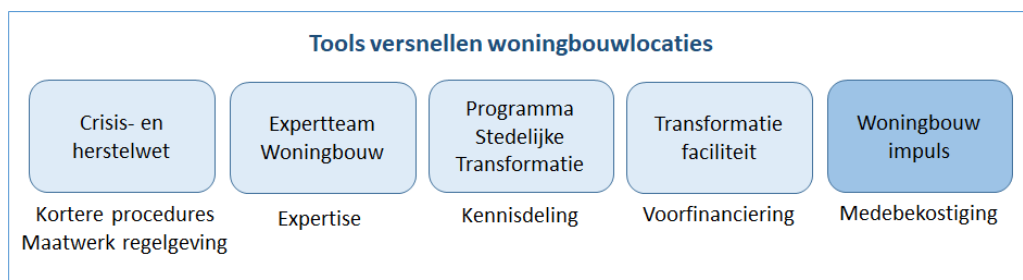 Tools versnellen woningbouwlocaties
Crisis- en
herstelwet
Kortere procedures
Maatwerk regelgeving
Expertteam
Woningbouw
Expertise
Programma
Stedelijke
Transformatie
Kennisdeling
Transformatie
faciliteit
Voorfinanciering
Woningbouw
impuls
Medebekostiging